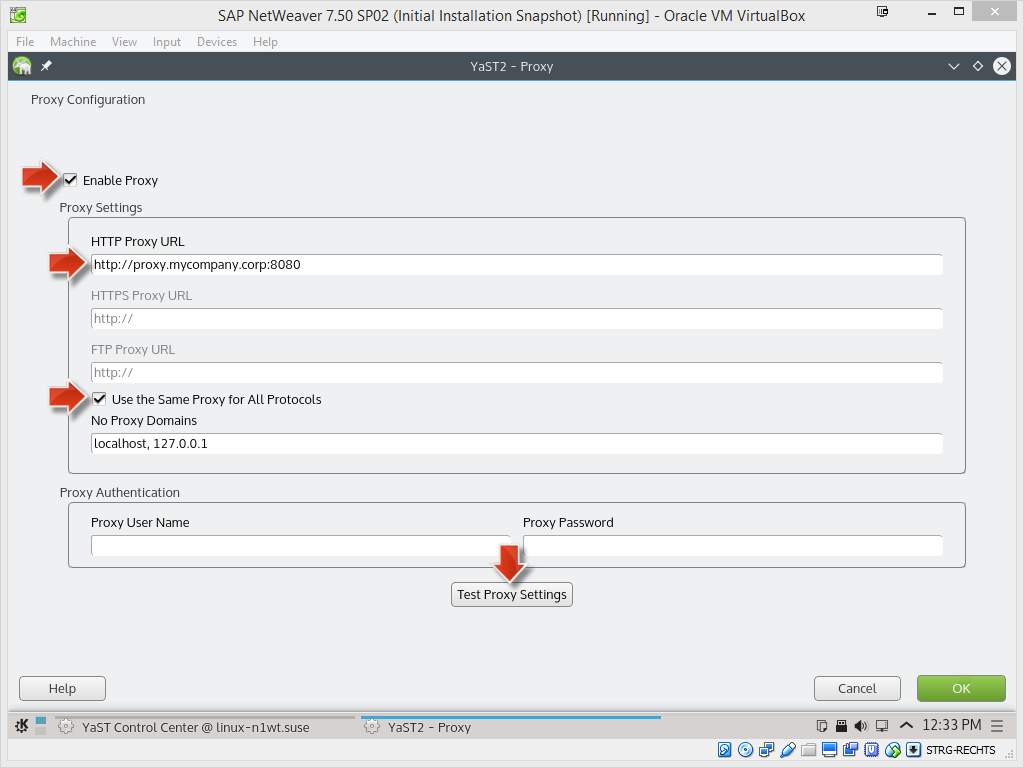 SAP NetWeaver 7.50 SP02 (Initial Installation Snapshot) [Running] - Oracle VM VirtualBox
File Machine View Input Devices Help
YaST2 - Proxy
Proxy Configuration
Enable Proxy
Proxy Settings
HTTP Proxy URL
http://proxy.mycompany.corp:8080
HTTPS Proxy URL
http://
FTP Proxy URL
http://
Use the Same Proxy for All Protocols
No Proxy Domains
localhost, 127.0.0.1
Proxy Authentication
Proxy User Name Proxy Password
Test Proxy Settings
Help Cancel OK
YaST Control Center @ linux-n1wt.suse YaST2 - Proxy 12:33 PM
STRG-RECHTS